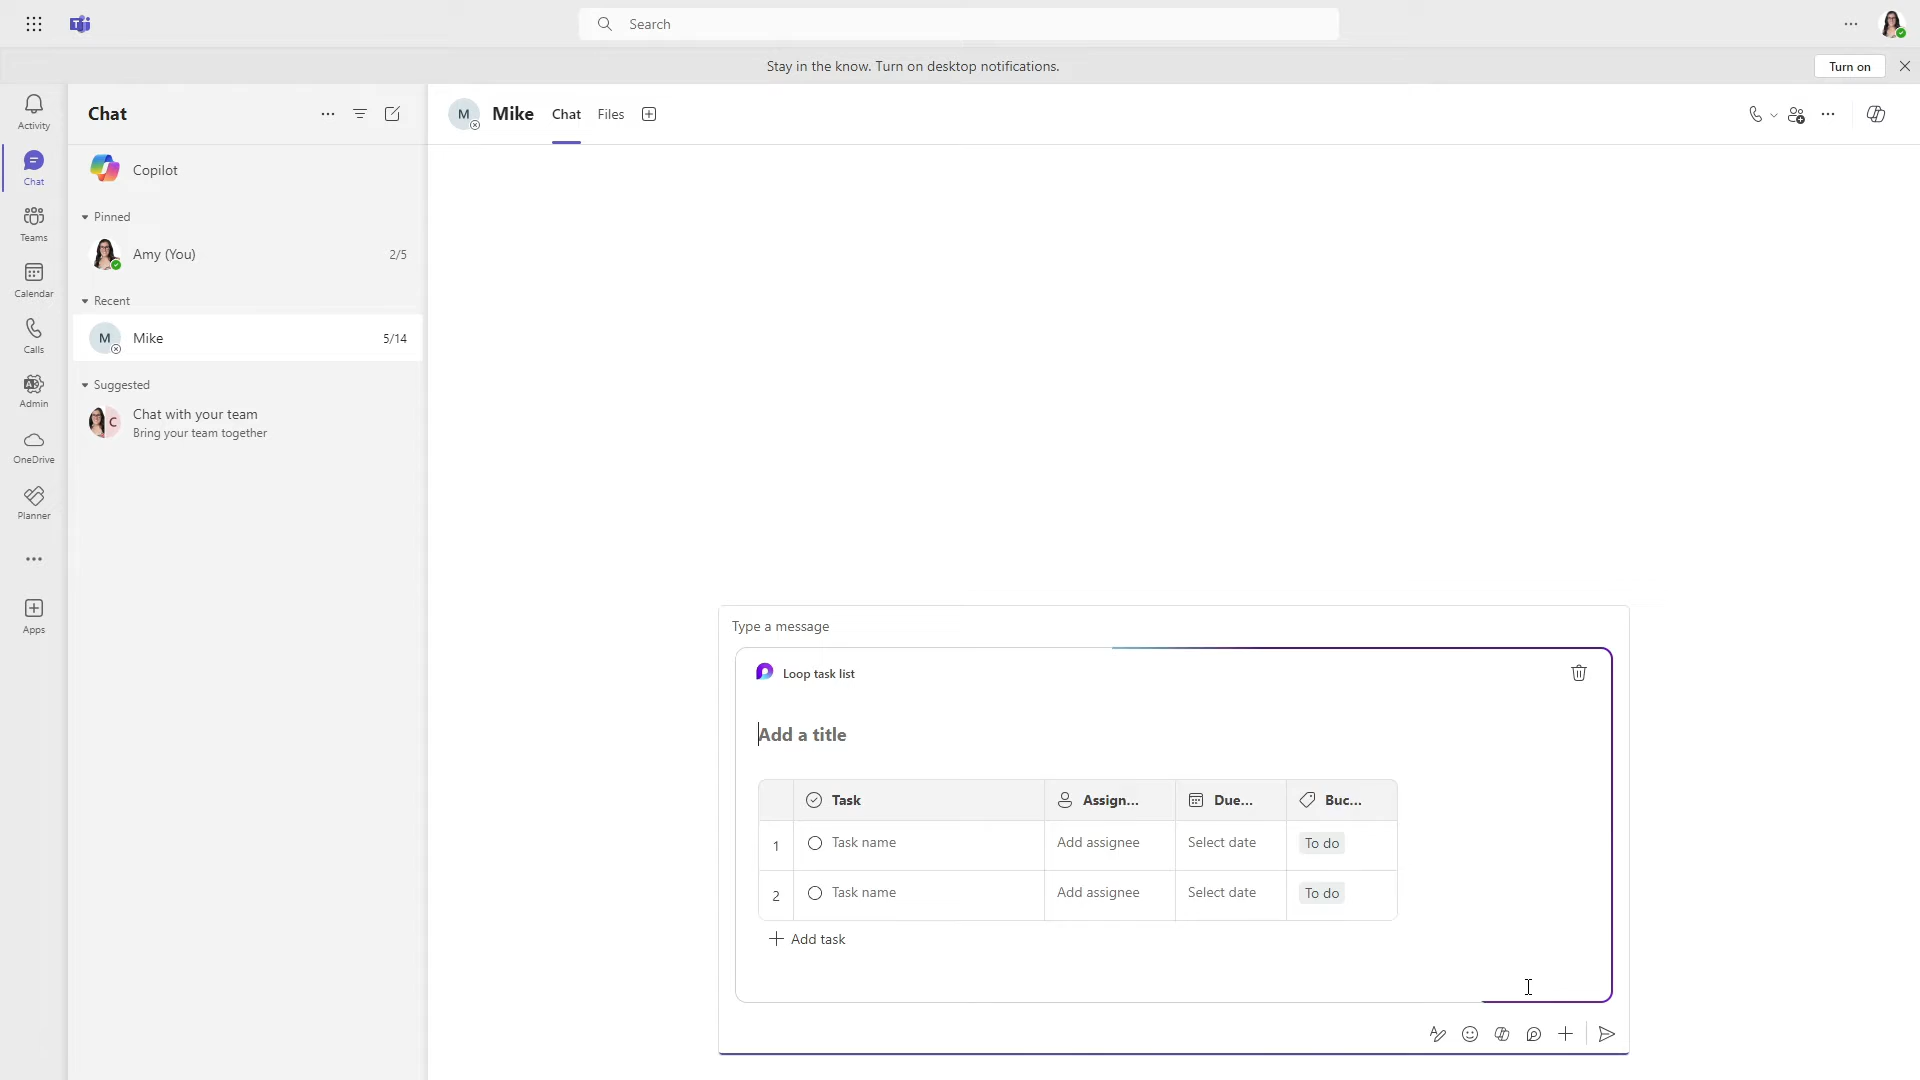 Search
Stay in the know. Turn on desktop notifications.
Turn on
Activity
Chat
Teams
Calendar
Calls
Admin
OneDrive
Planner
Apps
Chat
Copilot
Pinned
Amy (You) 2/5
Recent
M Mike 5/14
Suggested
C Chat with your team
Bring your team together
M Mike Chat Files
Type a message
Loop task list
Add a title
Task Assign... Due... Buc...
1 Task name Add assignee Select date To do
2 Task name Add assignee Select date To do
Add task